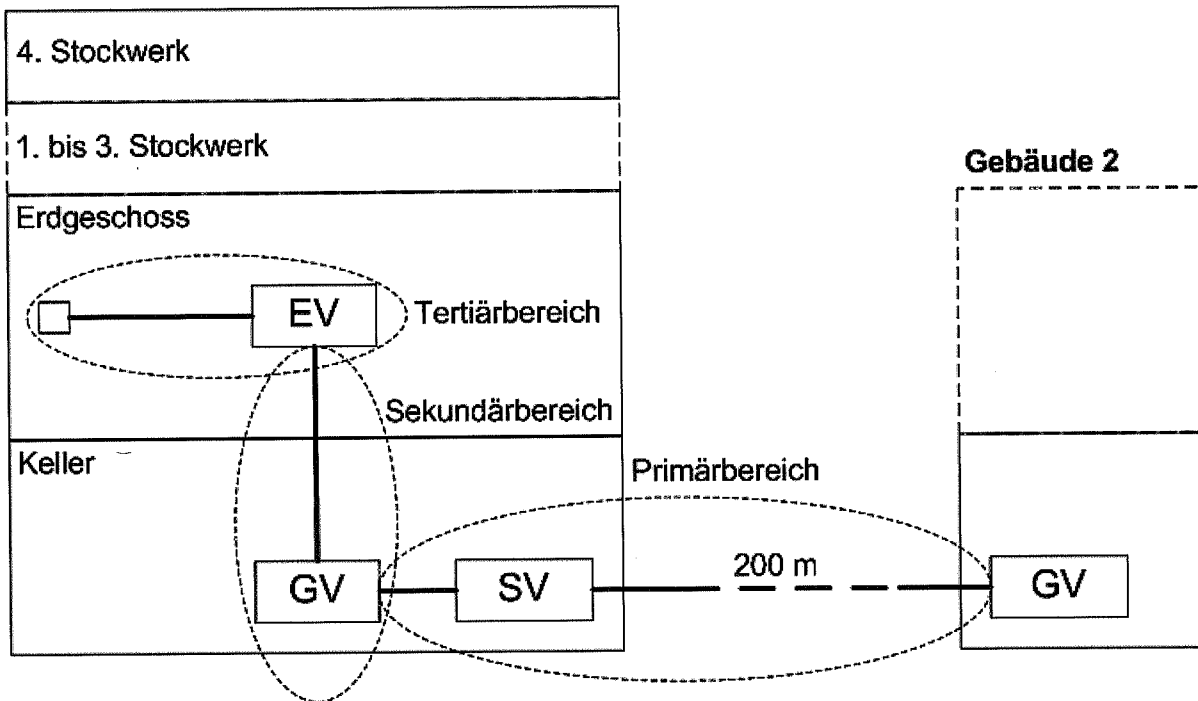 4. Stockwerk
1. bis 3. Stockwerk
Gebäude 2
Erdgeschoss
EV
Tertiärbereich
Sekundärbereich
Keller
Primärbereich
200 m
GV
SV
GV